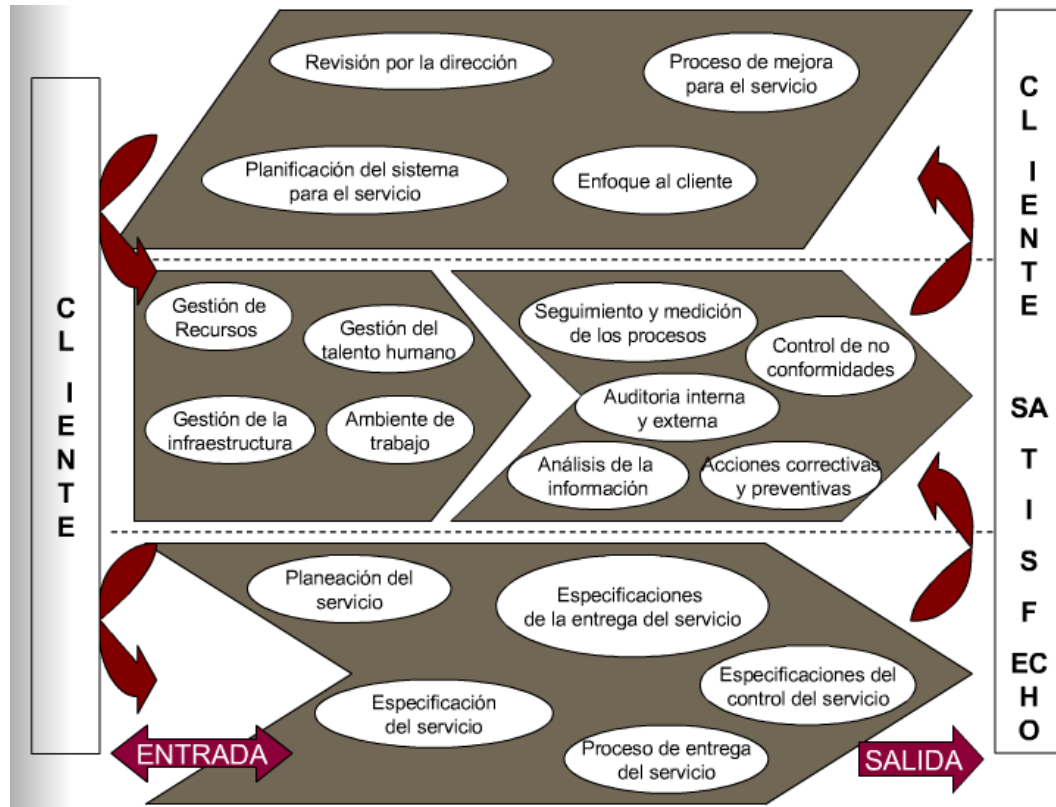 Revisión por la dirección
Proceso de mejora
para el servicio
Planificación del sistema
para el servicio
Enfoque al cliente
Gestión de
Recursos
Gestión del
talento humano
Gestión de la
infraestructura
Ambiente de
trabajo
Seguimiento y medición
de los procesos
Control de no
conformidades
Auditoria interna
y externa
Análisis de la
información
Acciones correctivas
y preventivas
Planeación del
servicio
Especificaciones
de la entrega del servicio
Especificación
del servicio
Especificaciones del
control del servicio
Proceso de entrega
del servicio
ENTRADA
SALIDA
C
L
I
E
N
T
E
C
L
I
E
N
T
E
SA
T
I
S
F
EC
H
O